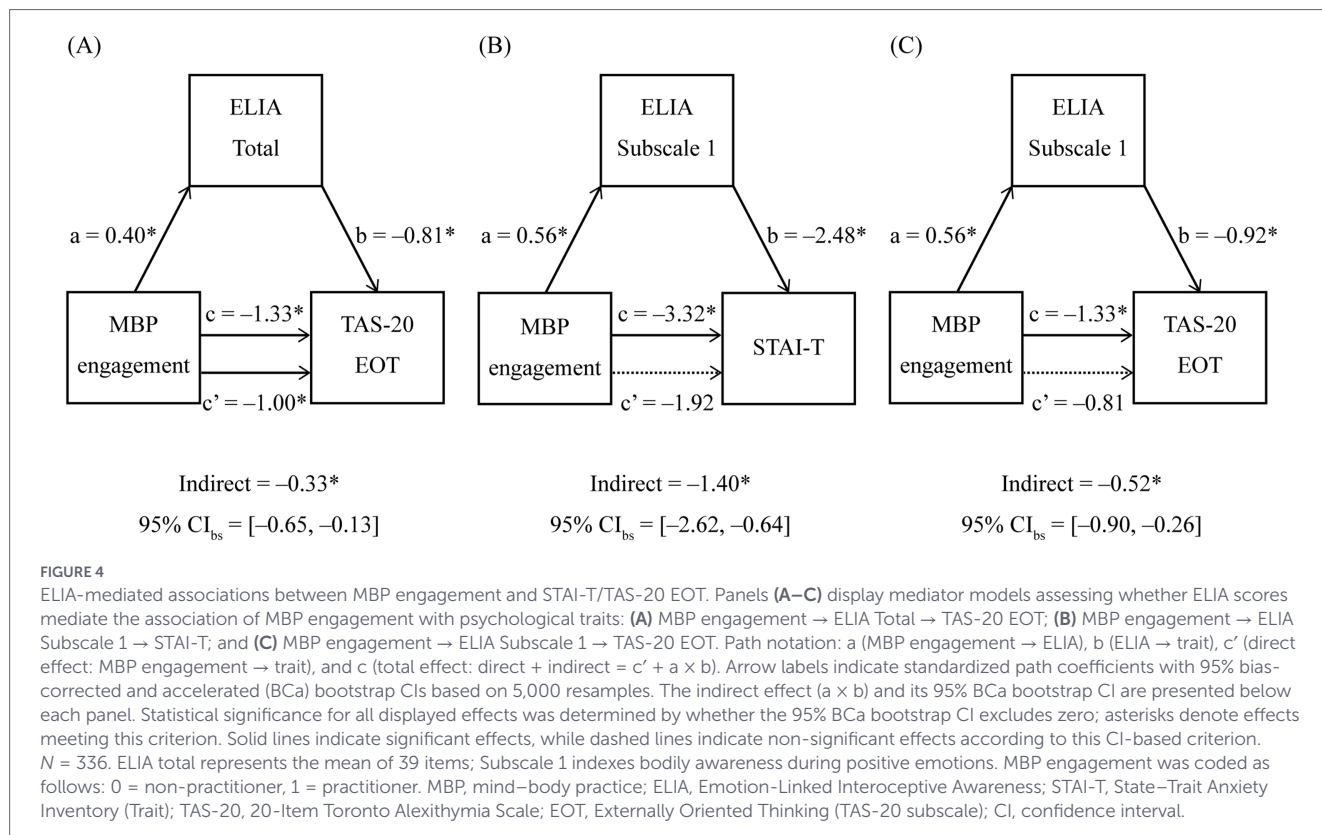 (A)
ELIA
Total
a = 0.40*
b = –0.81*
MBP
engagement
c = –1.33*
c’ = –1.00*
TAS-20
EOT
Indirect = –0.33*
95% CIbs = [–0.65, –0.13]
(B)
ELIA
Subscale 1
a = 0.56*
b = –2.48*
MBP
engagement
c = –3.32*
c’ = –1.92
STAI-T
Indirect = –1.40*
95% CIbs = [–2.62, –0.64]
(C)
ELIA
Subscale 1
a = 0.56*
b = –0.92*
MBP
engagement
c = –1.33*
c’ = –0.81
TAS-20
EOT
Indirect = –0.52*
95% CIbs = [–0.90, –0.26]
FIGURE 4
ELIA-mediated associations between MBP engagement and STAI-T/TAS-20 EOT. Panels (A–C) display mediator models assessing whether ELIA scores
mediate the association of MBP engagement with psychological traits: (A) MBP engagement → ELIA Total → TAS-20 EOT; (B) MBP engagement → ELIA
Subscale 1 → STAI-T; and (C) MBP engagement → ELIA Subscale 1 → TAS-20 EOT. Path notation: a (MBP engagement → ELIA), b (ELIA → trait), c′ (direct
effect: MBP engagement → trait), and c (total effect: direct + indirect = c′ + a × b). Arrow labels indicate standardized path coefficients with 95% bias-
corrected and accelerated (BCa) bootstrap CIs based on 5,000 resamples. The indirect effect (a × b) and its 95% BCa bootstrap CI are presented below
each panel. Statistical significance for all displayed effects was determined by whether the 95% BCa bootstrap CI excludes zero; asterisks denote effects
meeting this criterion. Solid lines indicate significant effects, while dashed lines indicate non-significant effects according to this CI-based criterion.
N = 336. ELIA total represents the mean of 39 items; Subscale 1 indexes bodily awareness during positive emotions. MBP engagement was coded as
follows: 0 = non-practitioner, 1 = practitioner. MBP, mind–body practice; ELIA, Emotion-Linked Interoceptive Awareness; STAI-T, State–Trait Anxiety
Inventory (Trait); TAS-20, 20-Item Toronto Alexithymia Scale; EOT, Externally Oriented Thinking (TAS-20 subscale); CI, confidence interval.